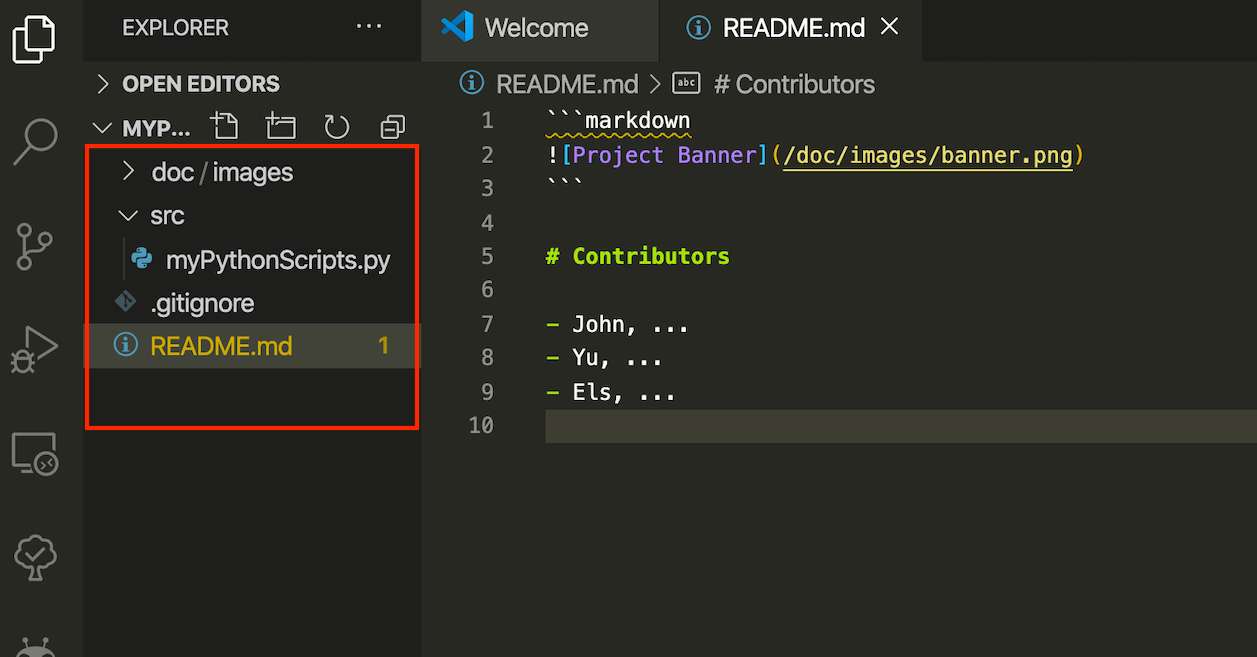 EXPLORER
OPEN EDITORS
MYP...
doc / images
src
myPythonScripts.py
.gitignore
README.md 1
Welcome
README.md
README.md > abc # Contributors
1 ```markdown
2 ![Project Banner](/doc/images/banner.png)
3 ```
4
5 # Contributors
6
7 - John, ...
8 - Yu, ...
9 - Els, ...
10